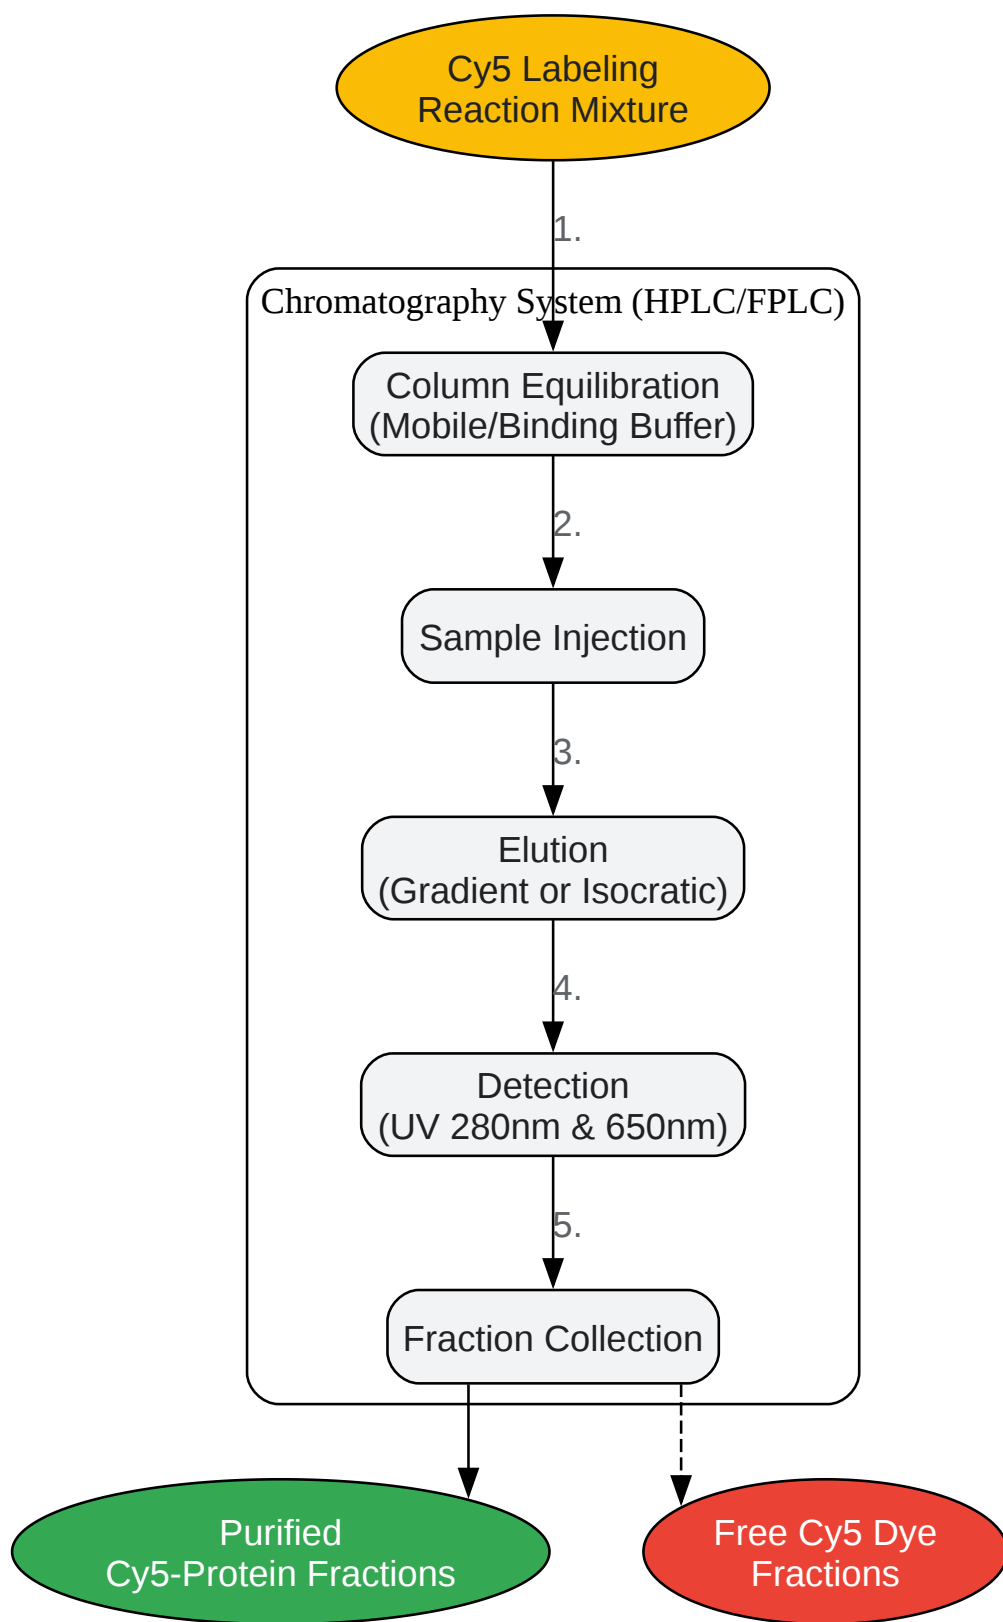 Cy5 Labeling
Reaction Mixture
1.
Chromatography System (HPLC/FPLC)
Column Equilibration
(Mobile/Binding Buffer)
2.
Sample Injection
3.
Elution
(Gradient or Isocratic)
4.
Detection
(UV 280nm & 650nm)
5.
Fraction Collection
Purified
Cy5-Protein Fractions
Free Cy5 Dye
Fractions